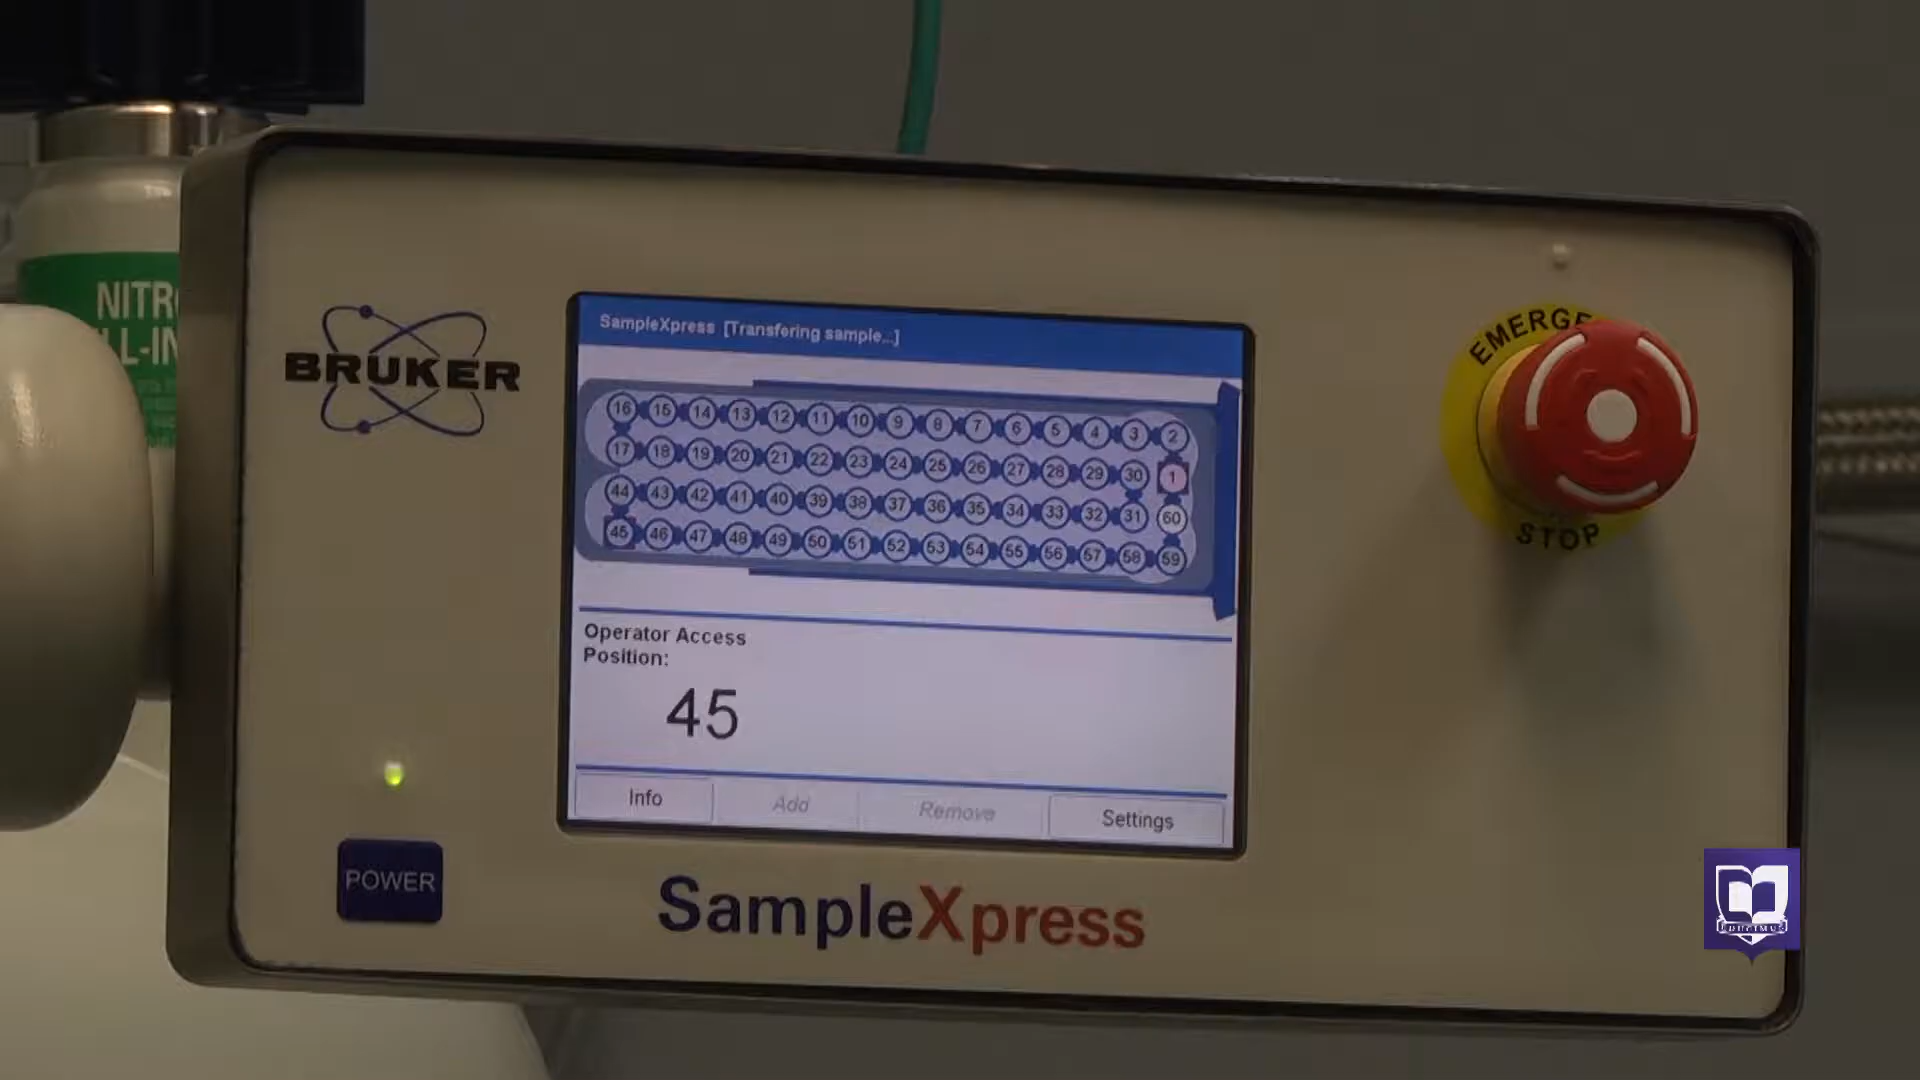 NITR
LL-IN
BRUKER
SampleXpress [Transfering sample...]
16 15 14 13 12 11 10 9 8 7 6 5 4 3 2
17 18 19 20 21 22 23 24 25 26 27 28 29 30 1
44 43 42 41 40 39 38 37 36 35 34 33 32 31 60
45 46 47 48 49 50 51 52 53 54 55 56 57 58 59
Operator Access
Position:
45
Info Add Remove Settings
EMERGE
STOP
POWER
SampleXpress